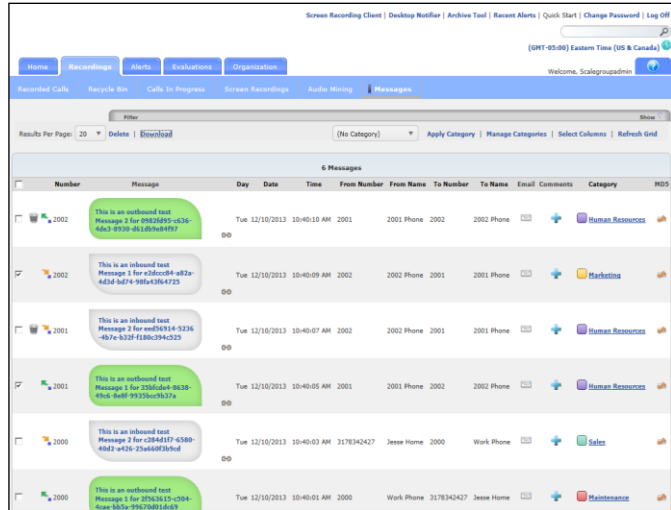 Screen Recording Client | Desktop Notifier | Archive Tool | Recent Alerts | Quick Start | Change Password | Log Off
(GMT-05:00) Eastern Time (US & Canada)
Home Recordings Alerts Evaluations Organization
Welcome, Scalegroupadmin
Recorded Calls Recycle Bin Calls In Progress Screen Recordings Audio Mining Messages
Filter Show
Results Per Page: 20 Delete | Download (No Category) Apply Category | Manage Categories | Select Columns | Refresh Grid
6 Messages
Number Message Day Date Time From Number From Name To Number To Name Email Comments Category MD5
This is an outbound test
2002 Message 2 for 0982fd95-c636- Tue 12/10/2013 10:40:10 AM 2001 2001 Phone 2002 2002 Phone Human Resources
4de3-8930-d61db9e84f97
This is an inbound test
2002 Message 1 for e2dccc84-a82a- Tue 12/10/2013 10:40:09 AM 2002 2002 Phone 2001 2001 Phone Marketing
4d3d-bd74-98fa43f64725
This is an inbound test
2001 Message 2 for eed56914-5236 Tue 12/10/2013 10:40:07 AM 2002 2002 Phone 2001 2001 Phone Human Resources
-4b7e-b32f-f180c394c525
This is an outbound test
2001 Message 1 for 35bfcde4-8638- Tue 12/10/2013 10:40:05 AM 2001 2001 Phone 2002 2002 Phone Human Resources
49c6-8e8f-9935bcc9b37a
This is an inbound test
2000 Message 2 for c284d1f7-6580- Tue 12/10/2013 10:40:03 AM 3178342427 Jesse Home 2000 Work Phone Sales
40d2-a426-25a660f3b9cd
This is an outbound test
2000 Message 1 for 2f563615-c504- Tue 12/10/2013 10:40:01 AM 2000 Work Phone 3178342427 Jesse Home Maintenance
4cae-bb5a-99670d01dc69